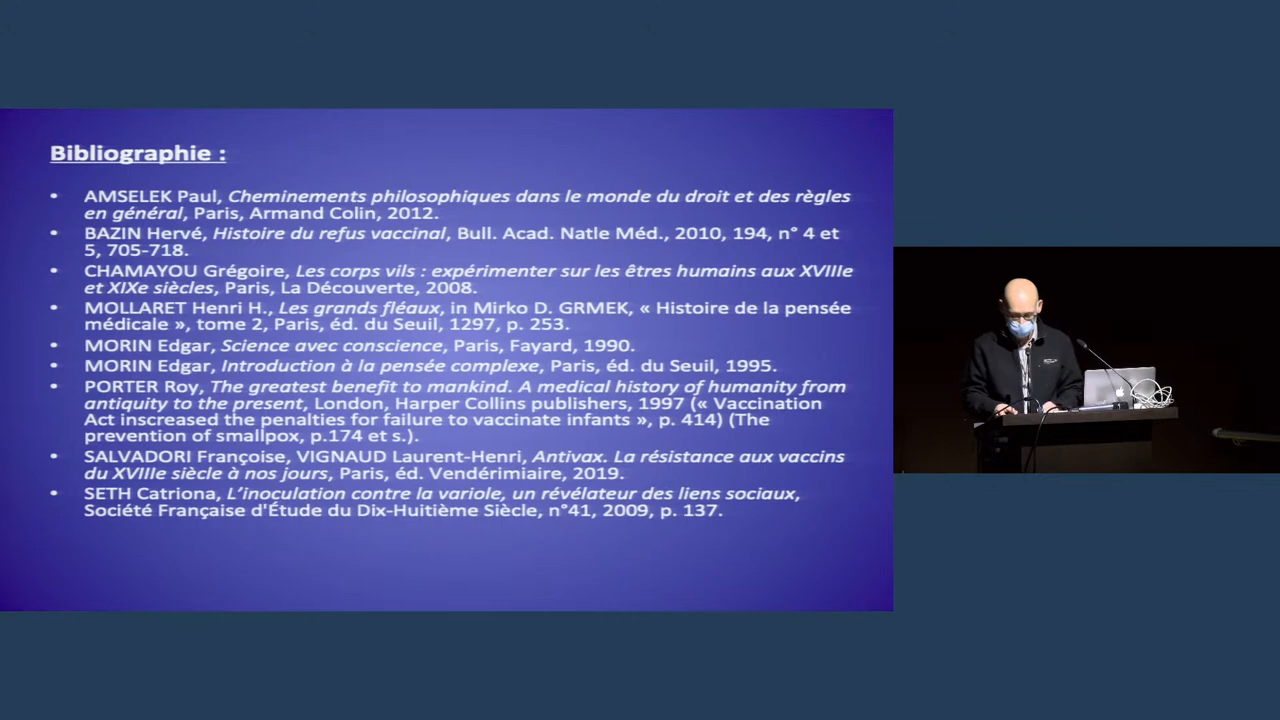 Bibliographie :
• AMSELEK Paul, Cheminements philosophiques dans le monde du droit et des règles
en général, Paris, Armand Colin, 2012.
• BAZIN Hervé, Histoire du refus vaccinal, Bull. Acad. Natle Méd., 2010, 194, n° 4 et
5, 705-718.
• CHAMAYOU Grégoire, Les corps vils : expérimenter sur les êtres humains aux XVIIIe
et XIXe siècles, Paris, La Découverte, 2008.
• MOLLARET Henri H., Les grands fléaux, in Mirko D. GRMEK, « Histoire de la pensée
médicale », tome 2, Paris, éd. du Seuil, 1297, p. 253.
• MORIN Edgar, Science avec conscience, Paris, Fayard, 1990.
• MORIN Edgar, Introduction à la pensée complexe, Paris, éd. du Seuil, 1995.
• PORTER Roy, The greatest benefit to mankind. A medical history of humanity from
antiquity to the present, London, Harper Collins publishers, 1997 (« Vaccination
Act inscreased the penalties for failure to vaccinate infants », p. 414) (The
prevention of smallpox, p.174 et s.).
• SALVADORI Françoise, VIGNAUD Laurent-Henri, Antivax. La résistance aux vaccins
du XVIIIe siècle à nos jours, Paris, éd. Vendérimiaire, 2019.
• SETH Catriona, L'inoculation contre la variole, un révélateur des liens sociaux,
Société Française d'Étude du Dix-Huitième Siècle, n°41, 2009, p. 137.